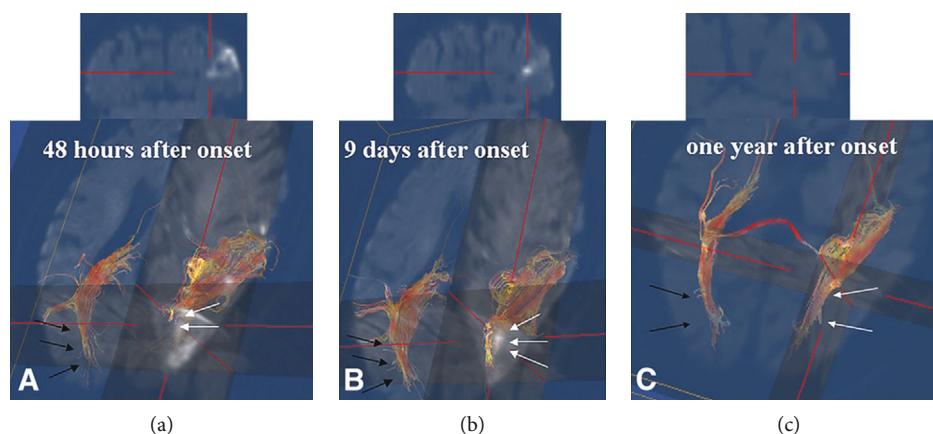 48 hours after onset
9 days after onset
one year after onset
A
B
C
(a)
(b)
(c)